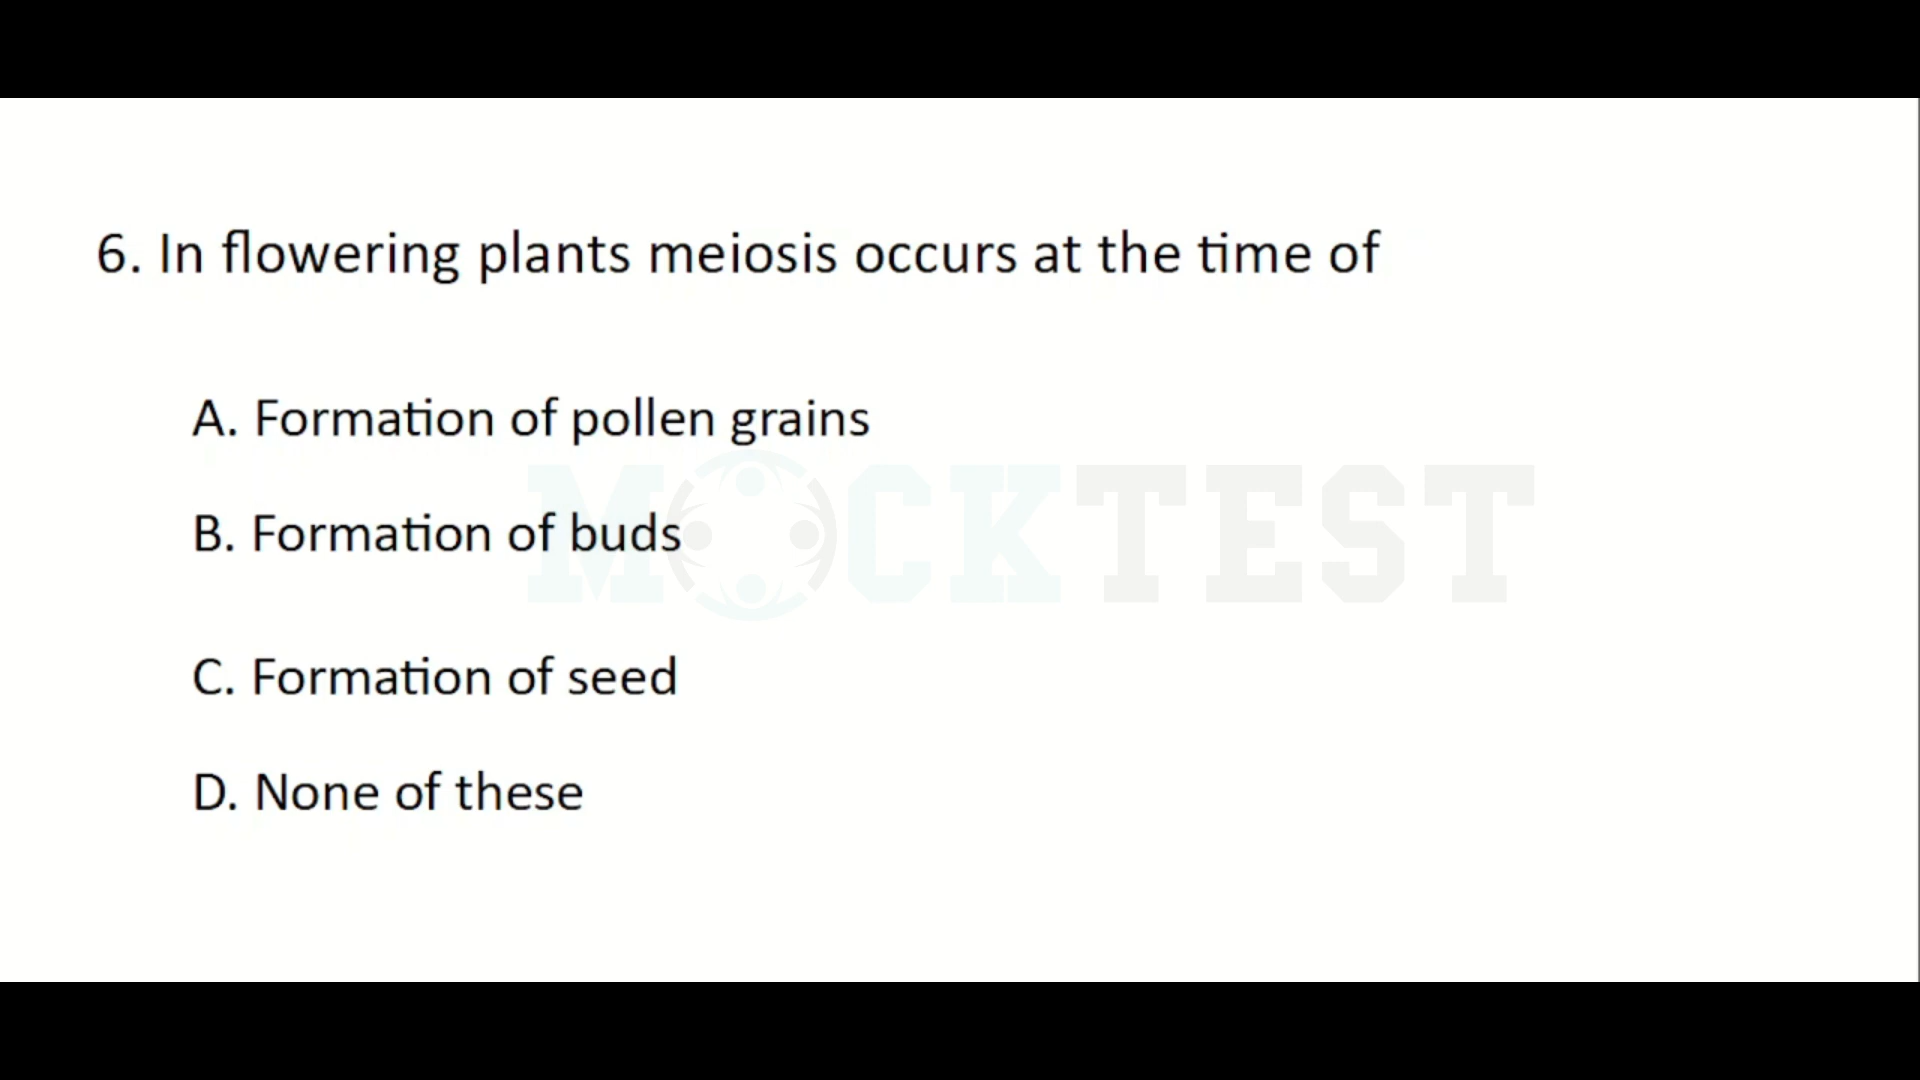 6. In flowering plants meiosis occurs at the time of
A. Formation of pollen grains
MOCKTEST
B. Formation of buds
C. Formation of seed
D. None of these